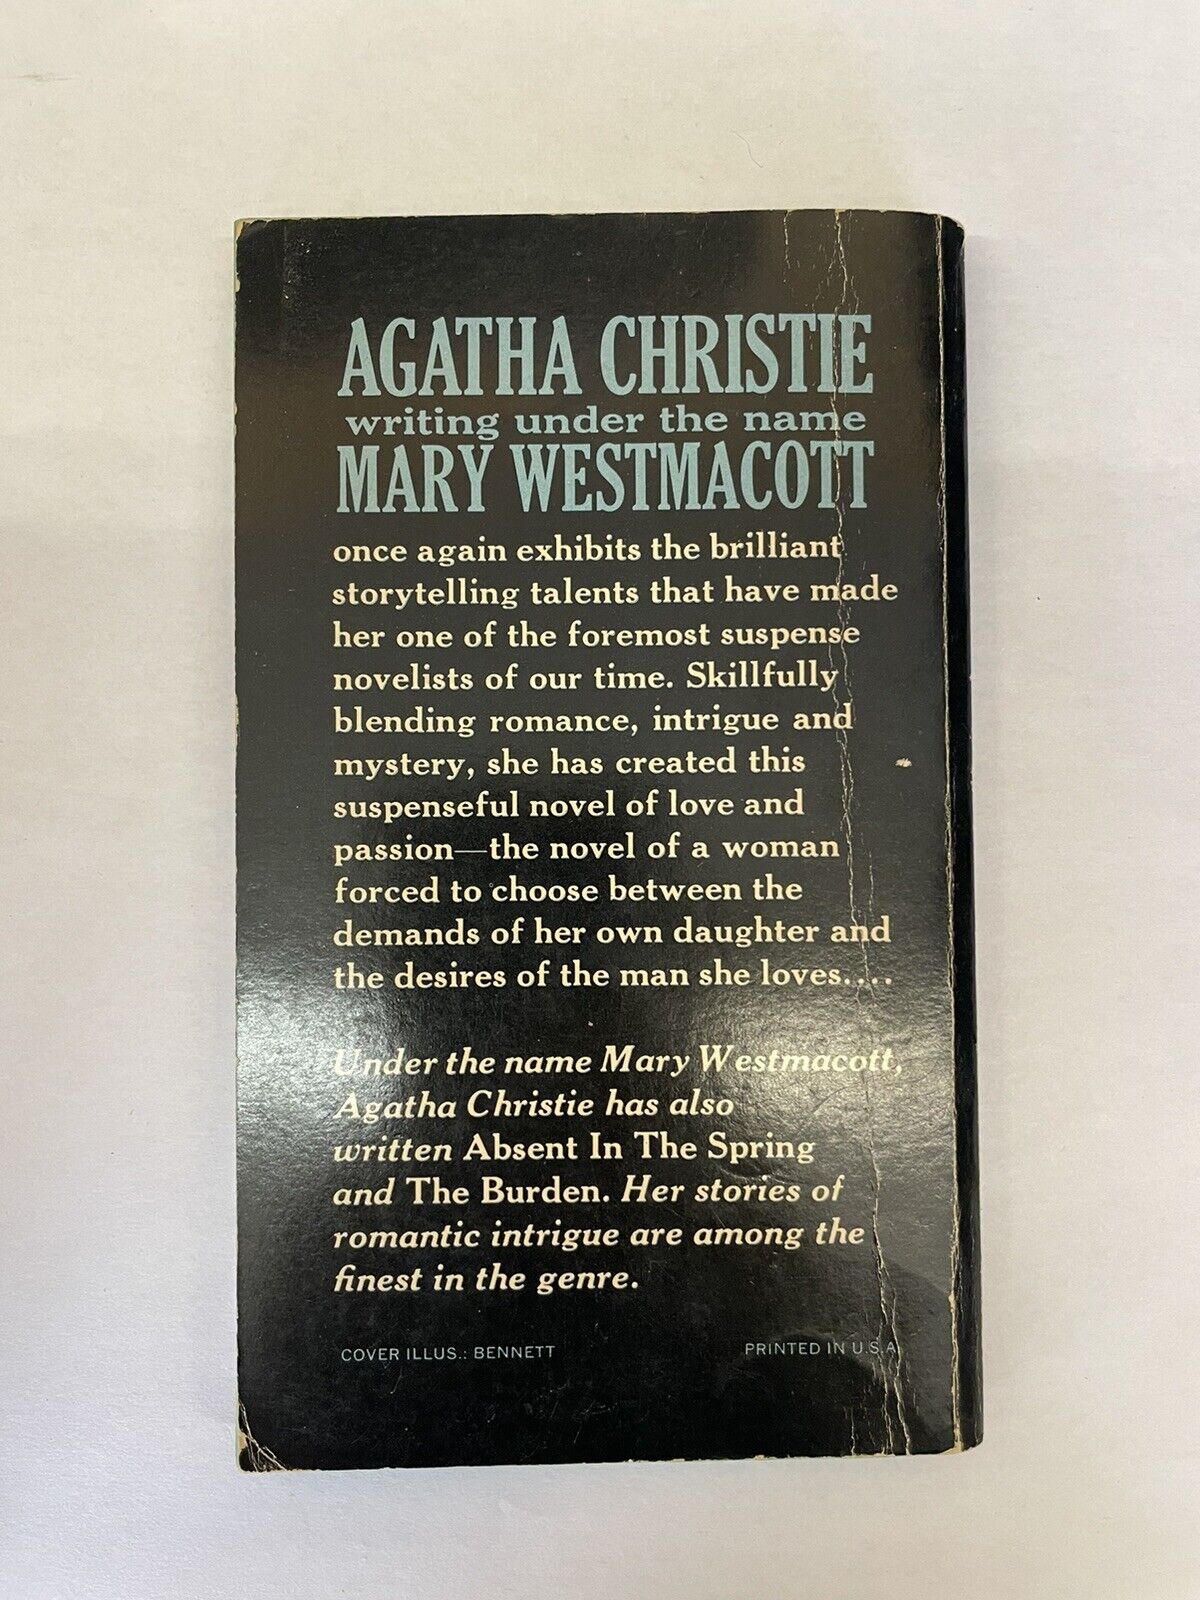 AGATHA CHRISTIE
writing under the name
MARY WESTMACOTT
once again exhibits the brilliant
storytelling talents that have made
her one of the foremost suspense
novelists of our time. Skillfully
blending romance, intrigue and
mystery, she has created this
suspenseful novel of love and
passion—the novel of a woman
forced to choose between the
demands of her own daughter and
the desires of the man she loves....
Under the name Mary Westmacott,
Agatha Christie has also
written Absent In The Spring
and The Burden. Her stories of
romantic intrigue are among the
finest in the genre.
COVER ILLUS.: BENNETT
PRINTED IN U.S.A.